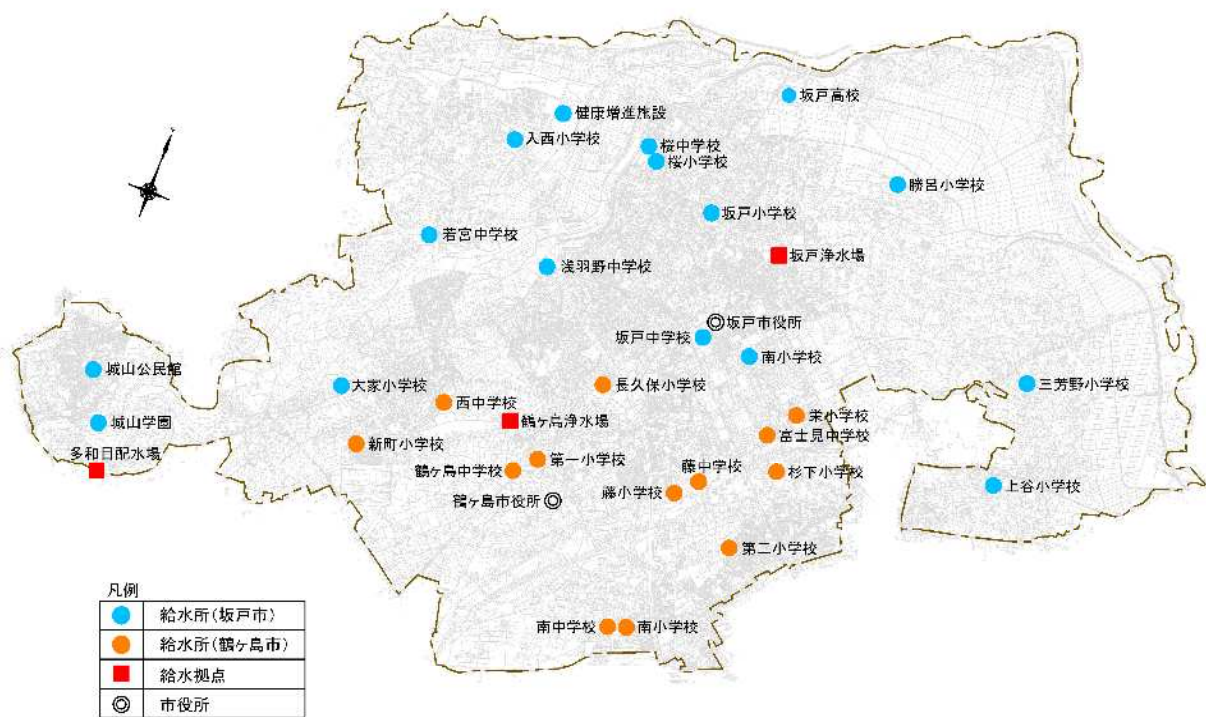 坂戸高校
健康増進施設
入西小学校
桜中学校
桜小学校
勝呂小学校
坂戸小学校
若宮中学校
坂戸浄水場
浅羽野中学校
坂戸市役所
坂戸中学校
南小学校
城山公民館
大家小学校
長久保小学校
三芳野小学校
西中学校
城山学園
鶴ヶ島浄水場
栄小学校
富士見中学校
新町小学校
多和目配水場
第一小学校
藤中学校
鶴ヶ島中学校
杉下小学校
藤小学校
上谷小学校
鶴ヶ島市役所
第二小学校
南中学校
南小学校
凡例
給水所(坂戸市)
給水所(鶴ヶ島市)
給水拠点
市役所